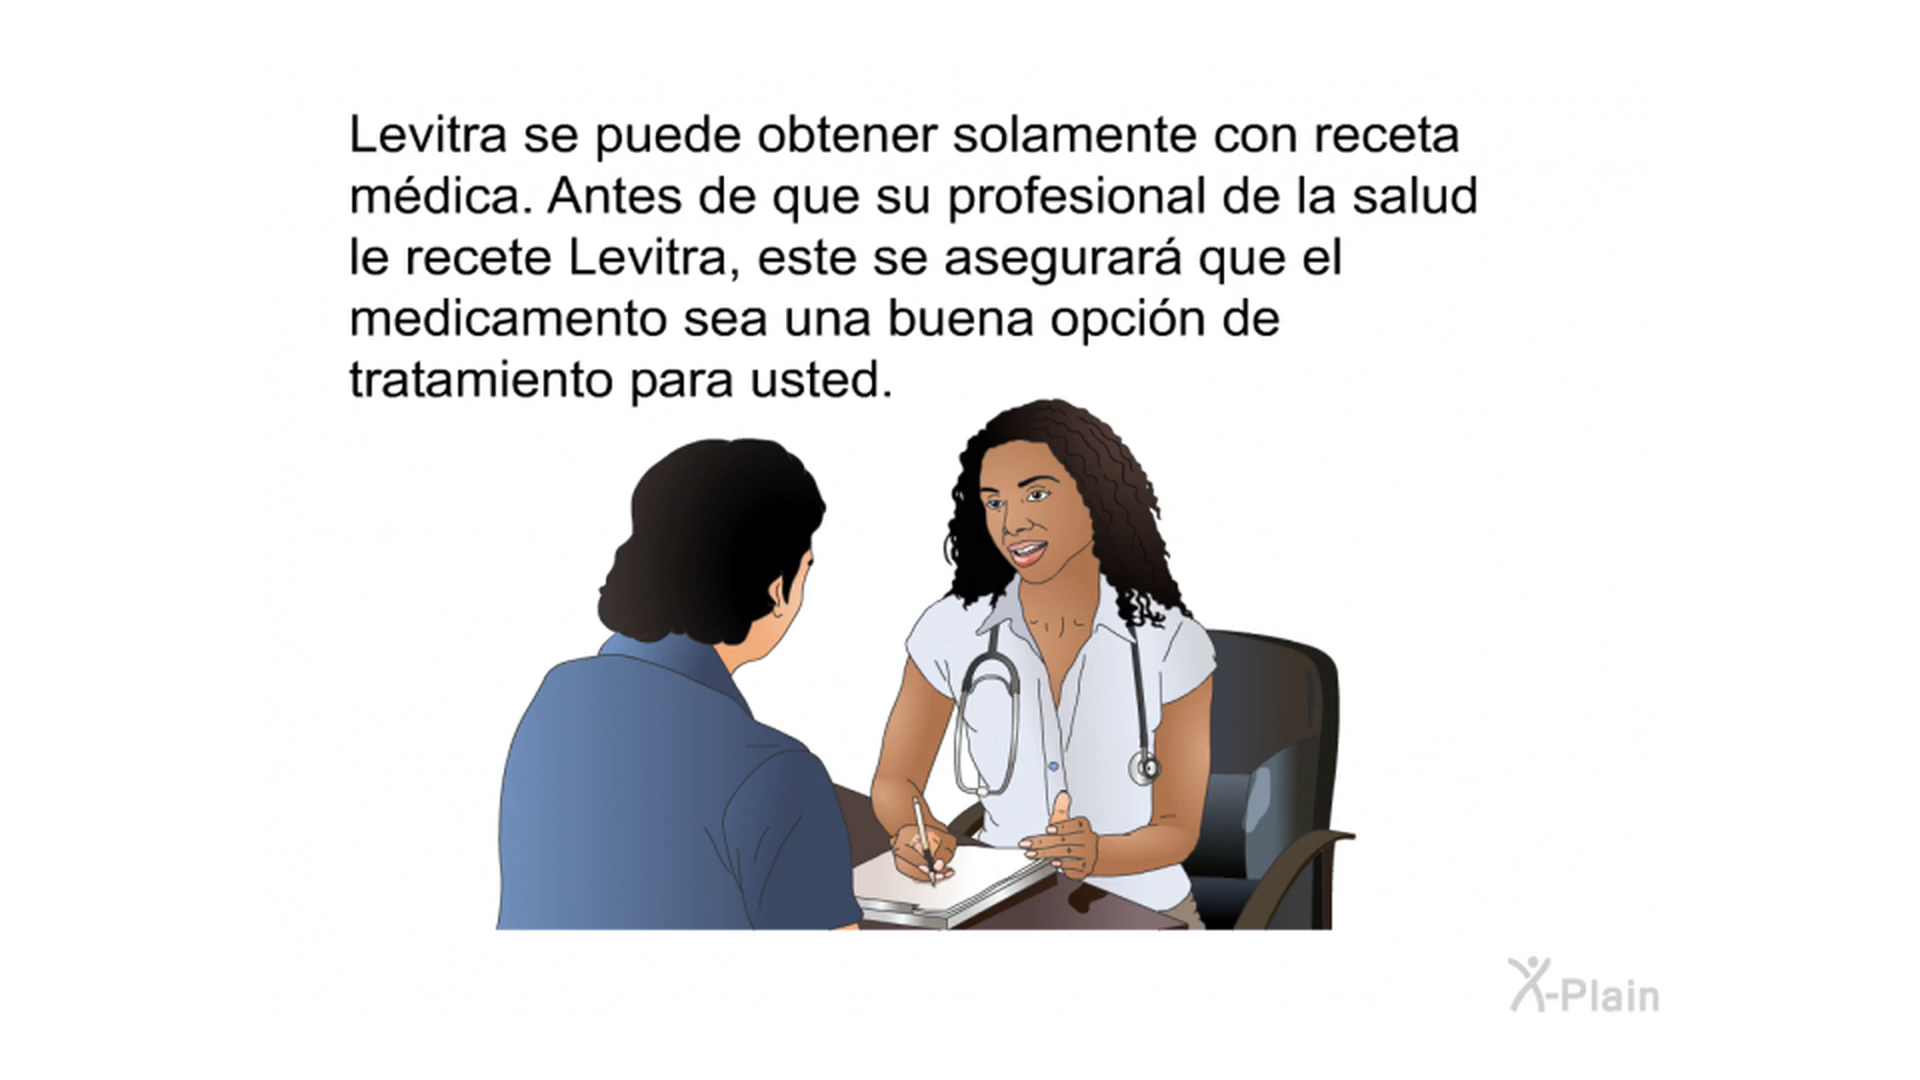 Levitra se puede obtener solamente con receta
médica. Antes de que su profesional de la salud
le recete Levitra, este se asegurará que el
medicamento sea una buena opción de
tratamiento para usted.
X-Plain